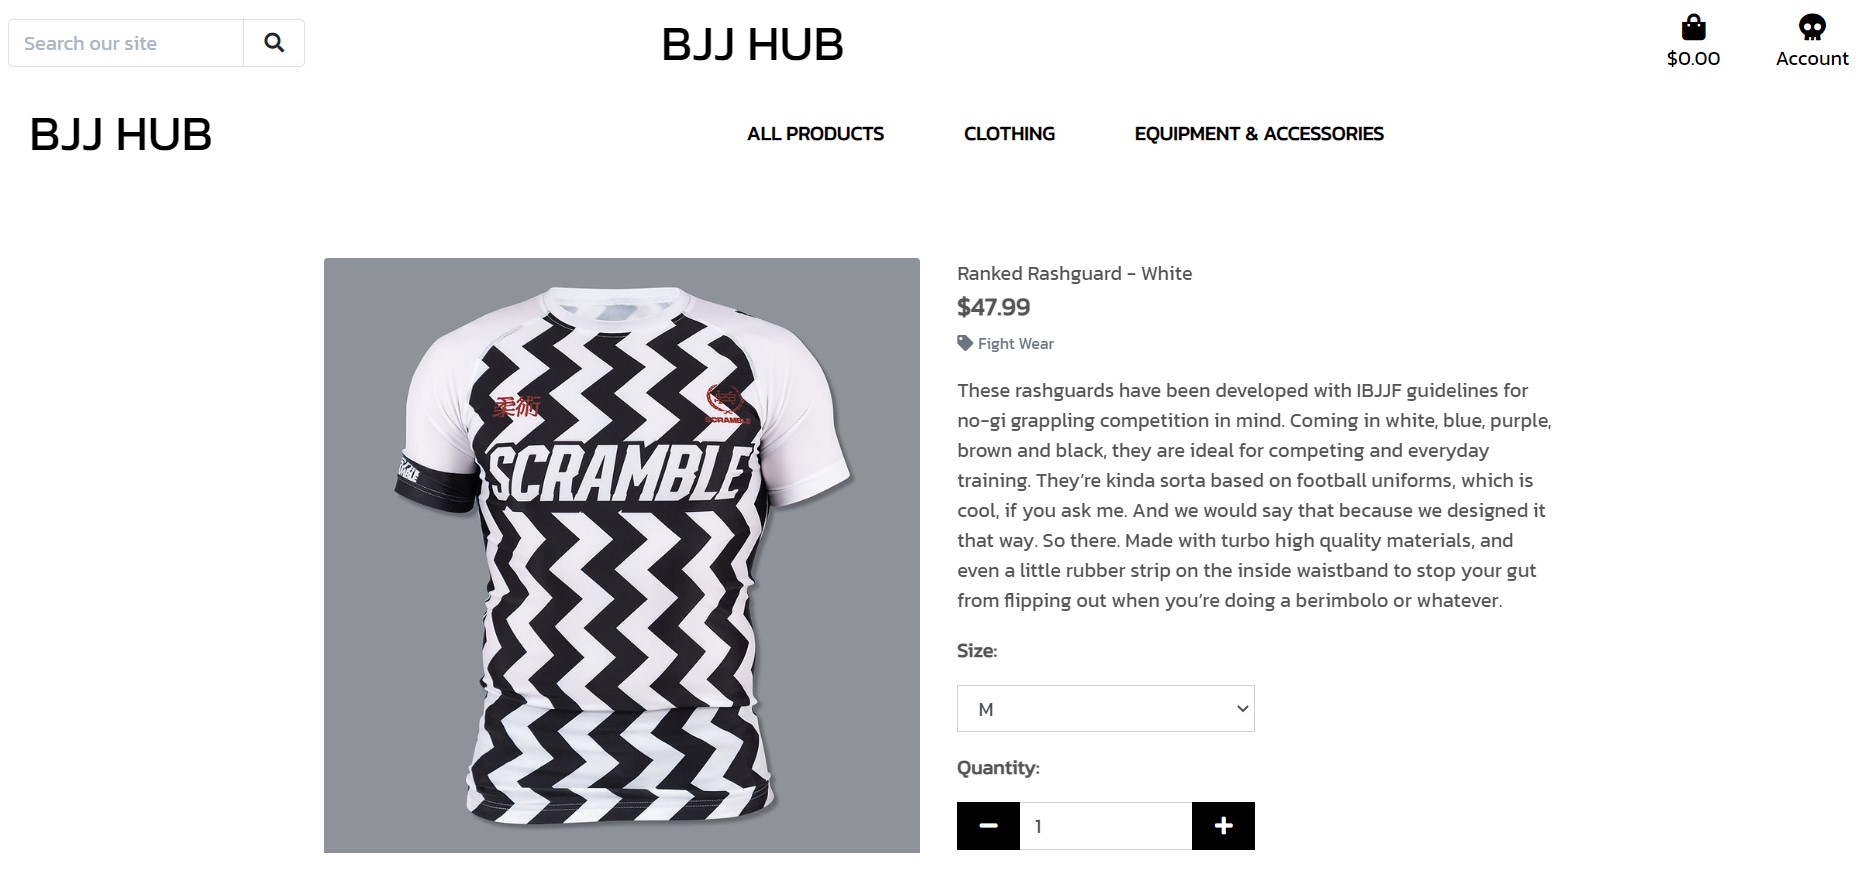 Search our site
BJJ HUB
$0.00
Account
BJJ HUB
ALL PRODUCTS
CLOTHING
EQUIPMENT & ACCESSORIES
柔術
SCRAMBLE
SCRAMBLE
Ranked Rashguard - White
$47.99
Fight Wear
These rashguards have been developed with IBJJF guidelines for
no-gi grappling competition in mind. Coming in white, blue, purple,
brown and black, they are ideal for competing and everyday
training. They’re kinda sorta based on football uniforms, which is
cool, if you ask me. And we would say that because we designed it
that way. So there. Made with turbo high quality materials, and
even a little rubber strip on the inside waistband to stop your gut
from flipping out when you’re doing a berimbolo or whatever.
Size:
M
Quantity:
1